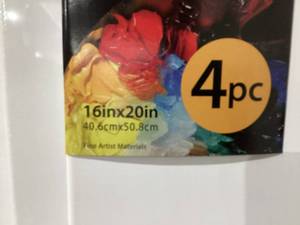 4pc
16inx20in
40.6cmx50.8cm
Fine Artist Materials